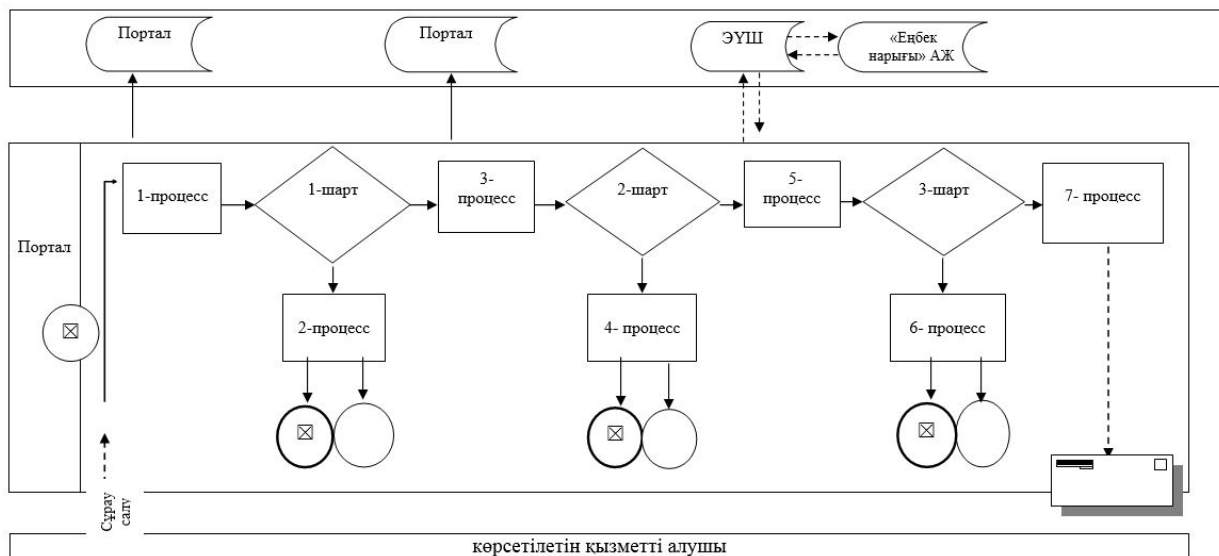 Портал
Портал
ЭҮШ
«Еңбек
нарығы» АЖ
Портал
1-процесс
1-шарт
3-
процесс
2-шарт
5-
процесс
3-шарт
7- процесс
2-процесс
4- процесс
6- процесс
Сұрау
салу
көрсетілетін қызметті алушы